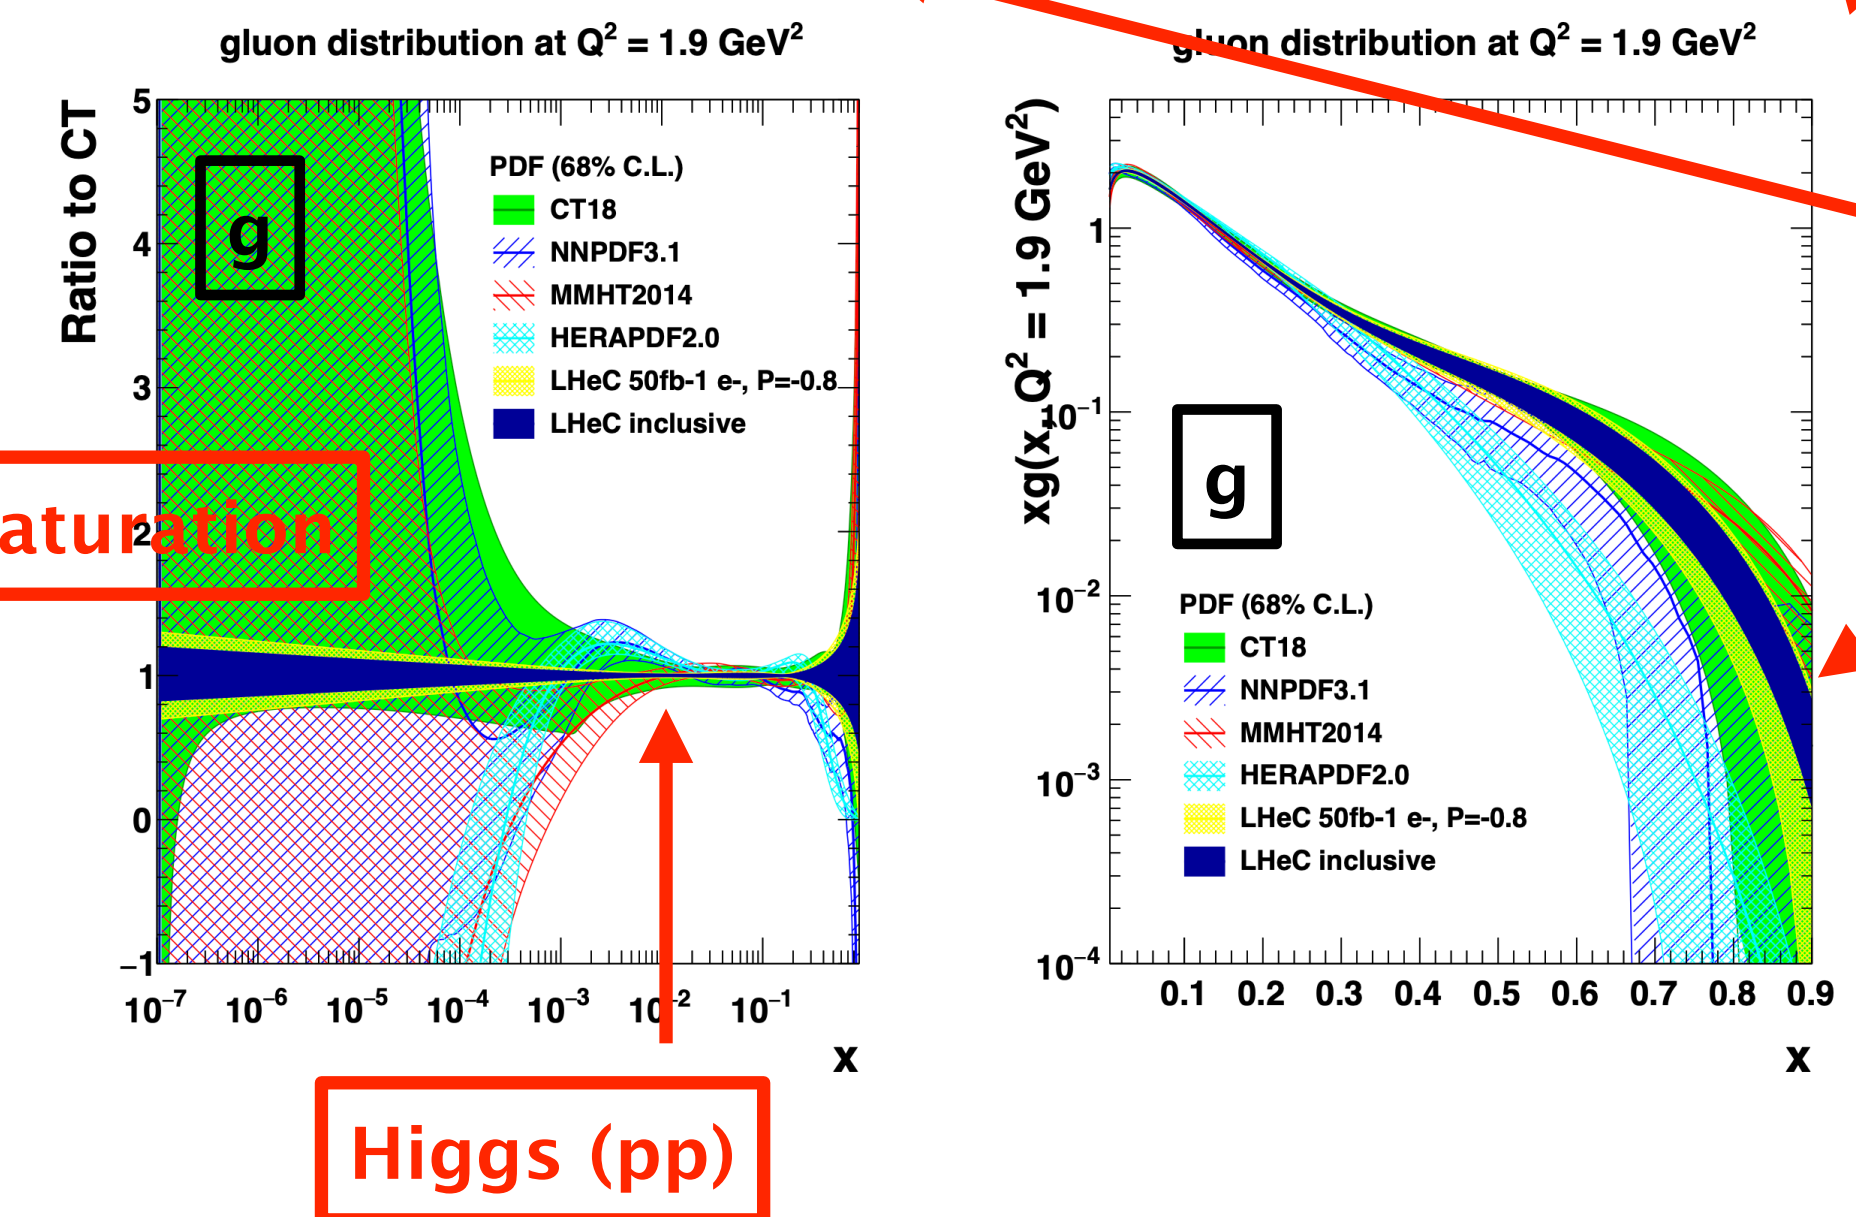 gluon distribution at Q² = 1.9 GeV²
Ratio to CT
5
4
3
2
1
0
−1
g
PDF (68% C.L.)
CT18
NNPDF3.1
MMHT2014
HERAPDF2.0
LHeC 50fb-1 e-, P=-0.8
LHeC inclusive
aturation
10⁻⁷ 10⁻⁶ 10⁻⁵ 10⁻⁴ 10⁻³ 10⁻² 10⁻¹
x
Higgs (pp)
gluon distribution at Q² = 1.9 GeV²
xg(x, Q² = 1.9 GeV²)
1
10⁻¹
10⁻²
10⁻³
10⁻⁴
g
PDF (68% C.L.)
CT18
NNPDF3.1
MMHT2014
HERAPDF2.0
LHeC 50fb-1 e-, P=-0.8
LHeC inclusive
0.1 0.2 0.3 0.4 0.5 0.6 0.7 0.8 0.9
x